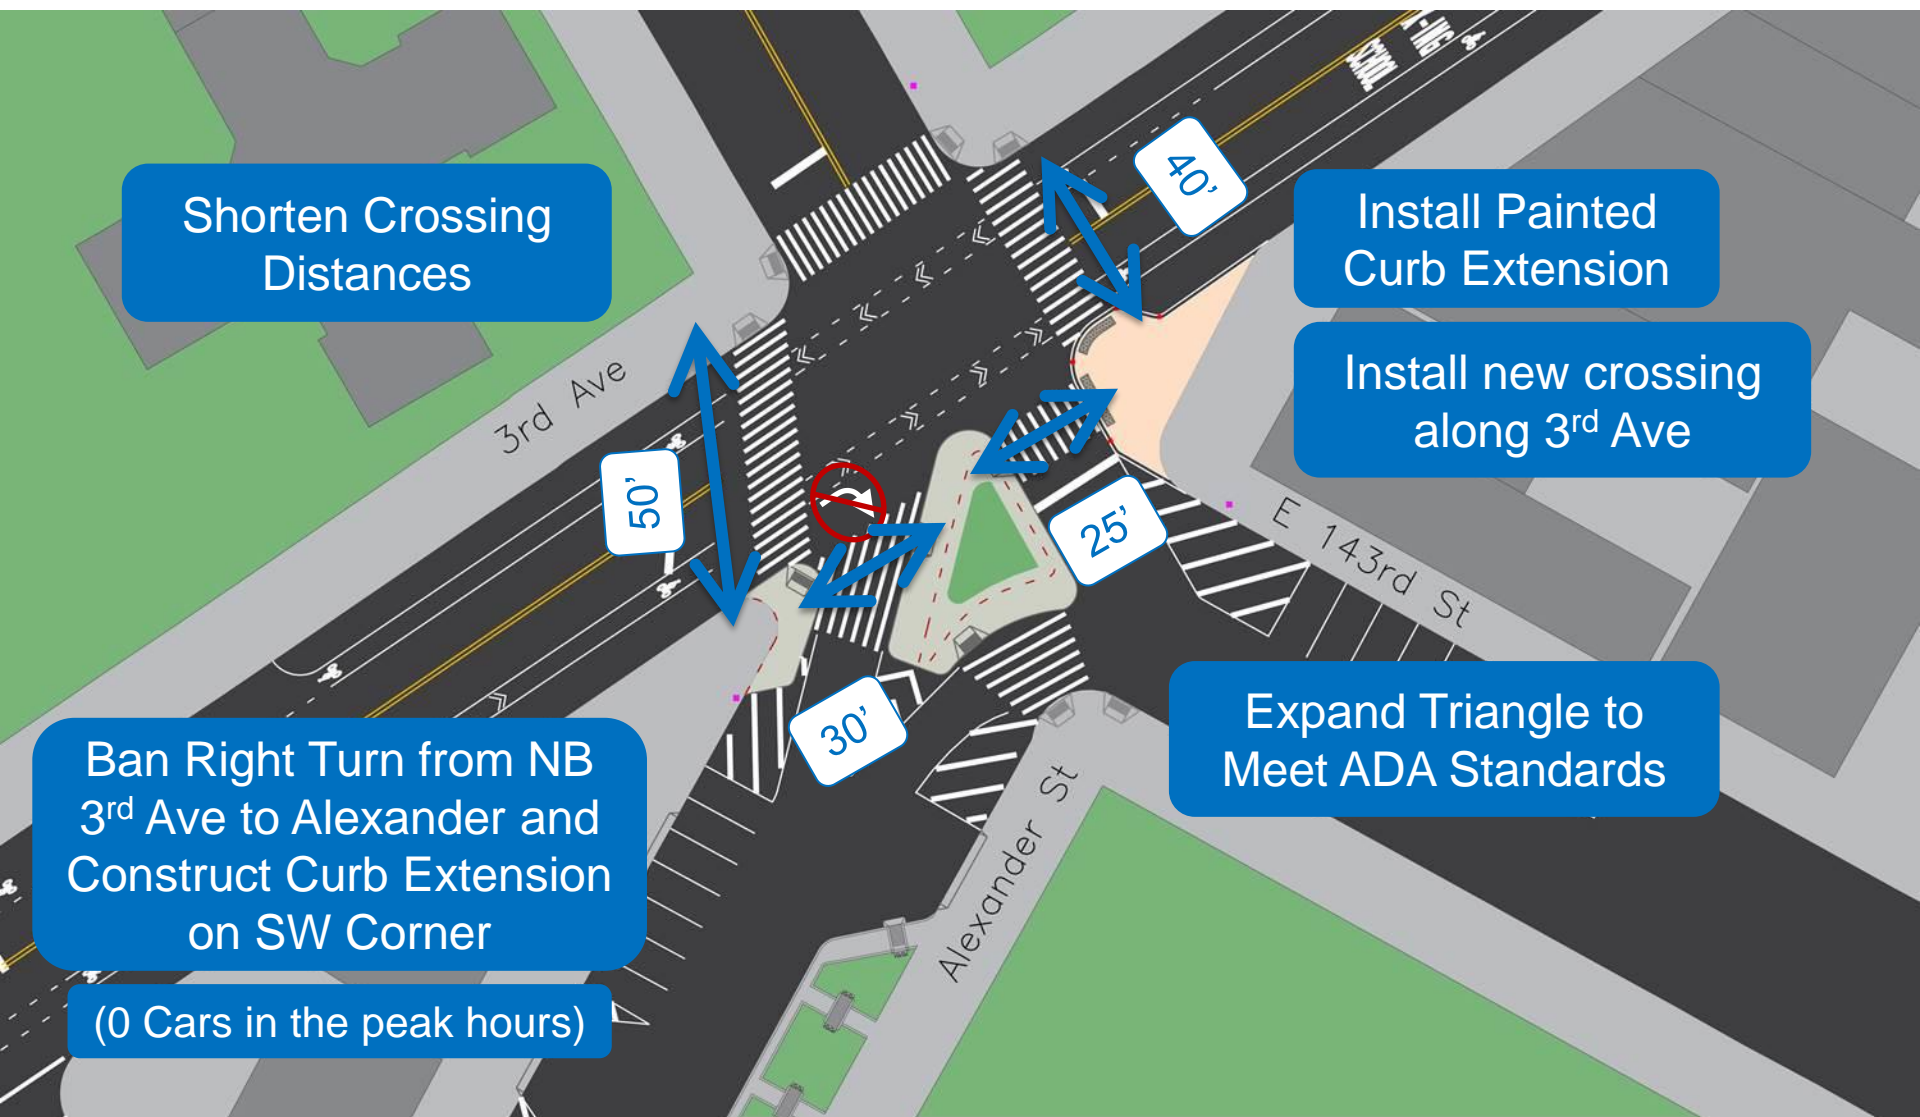 SCHOOL
X-ING
40'
Shorten Crossing
Distances
Install Painted
Curb Extension
Install new crossing
along 3rd Ave
3rd Ave
50'
25'
E 143rd St
30'
Expand Triangle to
Meet ADA Standards
Ban Right Turn from NB
3rd Ave to Alexander and
Construct Curb Extension
on SW Corner
Alexander St
(0 Cars in the peak hours)